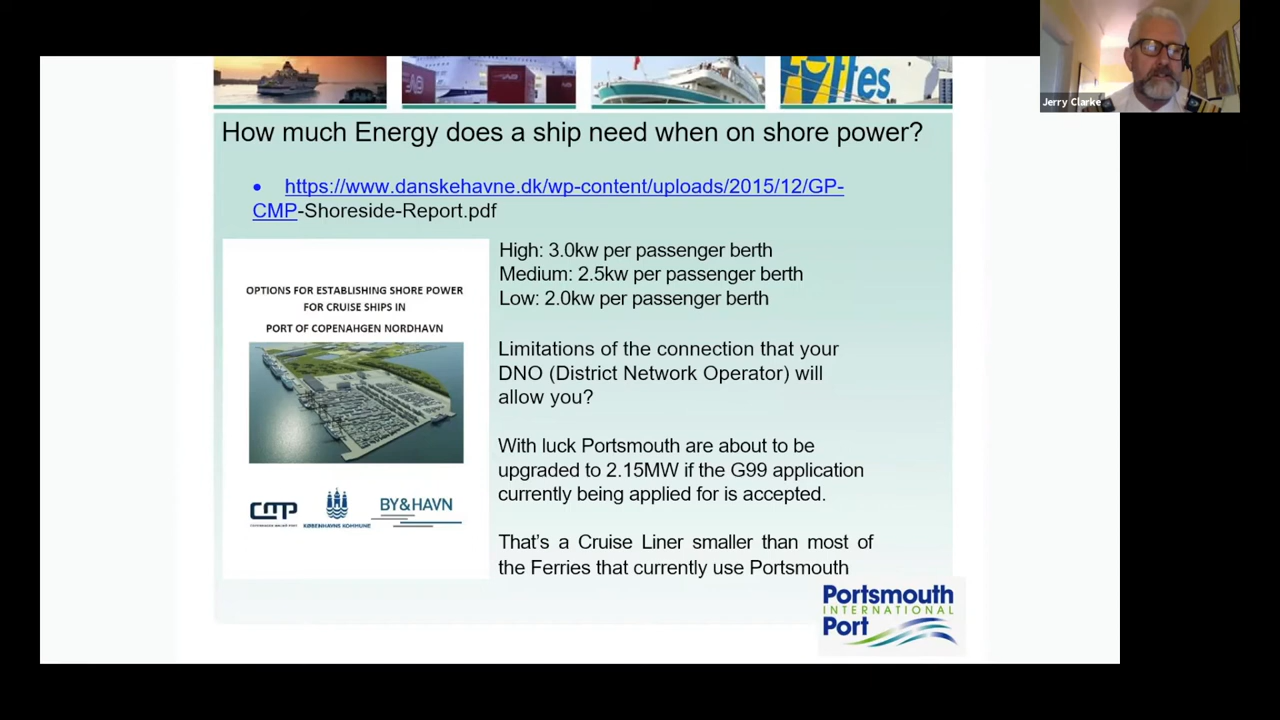 Jerry Clarke
How much Energy does a ship need when on shore power?
• https://www.danskehavne.dk/wp-content/uploads/2015/12/GP-
CMP-Shoreside-Report.pdf
OPTIONS FOR ESTABLISHING SHORE POWER
FOR CRUISE SHIPS IN
PORT OF COPENAHGEN NORDHAVN
CMP
COPENHAGEN MALMÖ PORT
KØBENHAVNS KOMMUNE
BY&HAVN
High: 3.0kw per passenger berth
Medium: 2.5kw per passenger berth
Low: 2.0kw per passenger berth
Limitations of the connection that your
DNO (District Network Operator) will
allow you?
With luck Portsmouth are about to be
upgraded to 2.15MW if the G99 application
currently being applied for is accepted.
That's a Cruise Liner smaller than most of
the Ferries that currently use Portsmouth
Portsmouth
INTERNATIONAL
Port